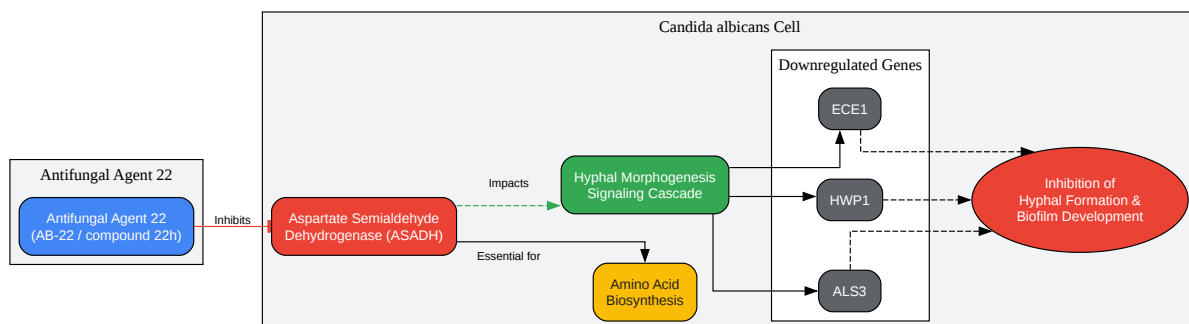 Candida albicans Cell
Antifungal Agent 22
Antifungal Agent 22
(AB-22 / compound 22h)
Inhibits
Aspartate Semialdehyde
Dehydrogenase (ASADH)
Impacts
Essential for
Hyphal Morphogenesis
Signaling Cascade
Amino Acid
Biosynthesis
Downregulated Genes
ECE1
HWP1
ALS3
Inhibition of
Hyphal Formation &
Biofilm Development